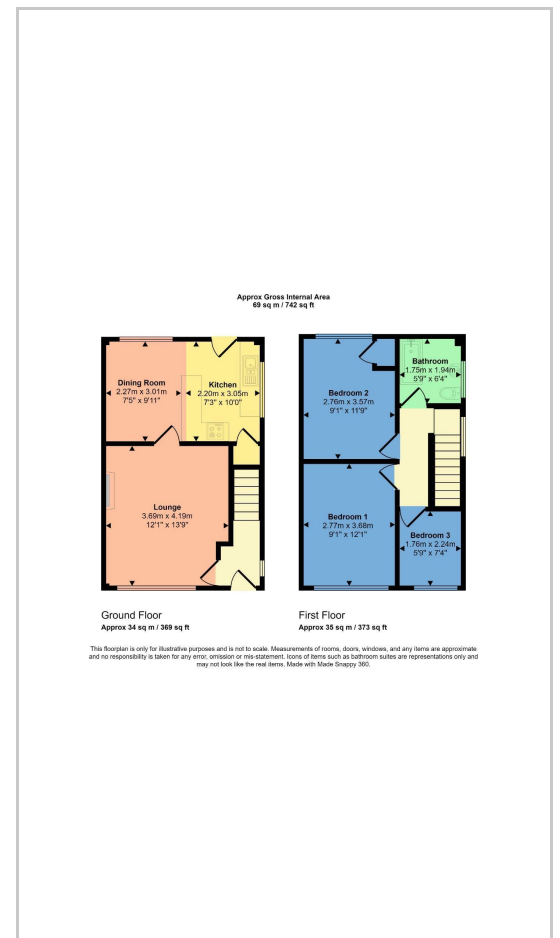 Approx Gross Internal Area
69 sq m / 742 sq ft
Dining Room
2.27m x 3.01m
7'5" x 9'11"
Kitchen
2.20m x 3.05m
7'3" x 10'0"
Lounge
3.69m x 4.19m
12'1" x 13'9"
Bathroom
1.75m x 1.94m
5'9" x 6'4"
Bedroom 2
2.76m x 3.57m
9'1" x 11'9"
Bedroom 1
2.77m x 3.68m
9'1" x 12'1"
Bedroom 3
1.76m x 2.24m
5'9" x 7'4"
Ground Floor
Approx 34 sq m / 369 sq ft
First Floor
Approx 35 sq m / 373 sq ft
This floorplan is only for illustrative purposes and is not to scale. Measurements of rooms, doors, windows, and any items are approximate
and no responsibility is taken for any error, omission or mis-statement. Icons of items such as bathroom suites are representations only and
may not look like the real items. Made with Made Snappy 360.